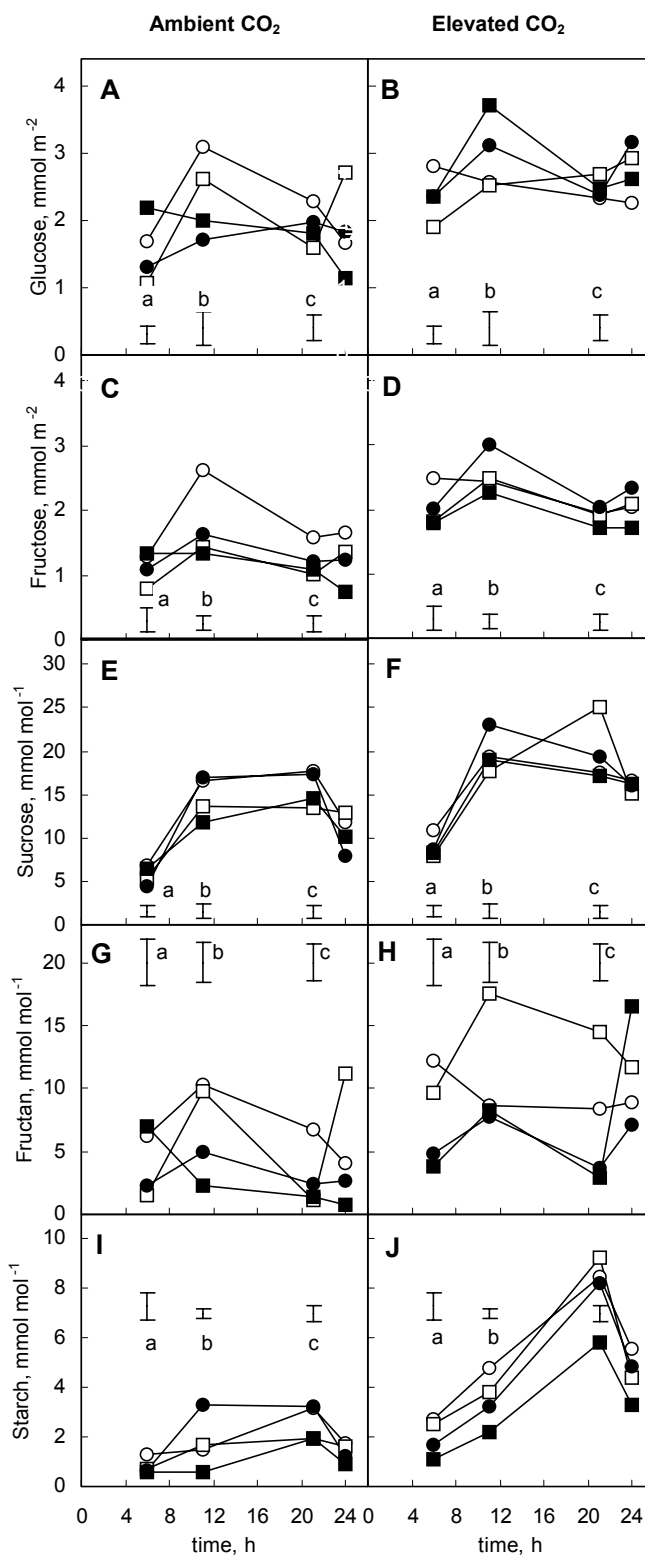 Ambient CO₂ Elevated CO₂
A B
4
3
2
1
0
Glucose, mmol m⁻²
a b c a b c
C D
4
3
2
1
0
Fructose, mmol m⁻²
a b c a b c
E F
30
25
20
15
10
5
0
Sucrose, mmol mol⁻¹
a b c a b c
G a b c H a b c
20
15
10
5
0
Fructan, mmol mol⁻¹
I J
10
8
6
4
2
0
Starch, mmol mol⁻¹
a b c a b
0 4 8 12 16 20 24 0 4 8 12 16 20 24
time, h time, h